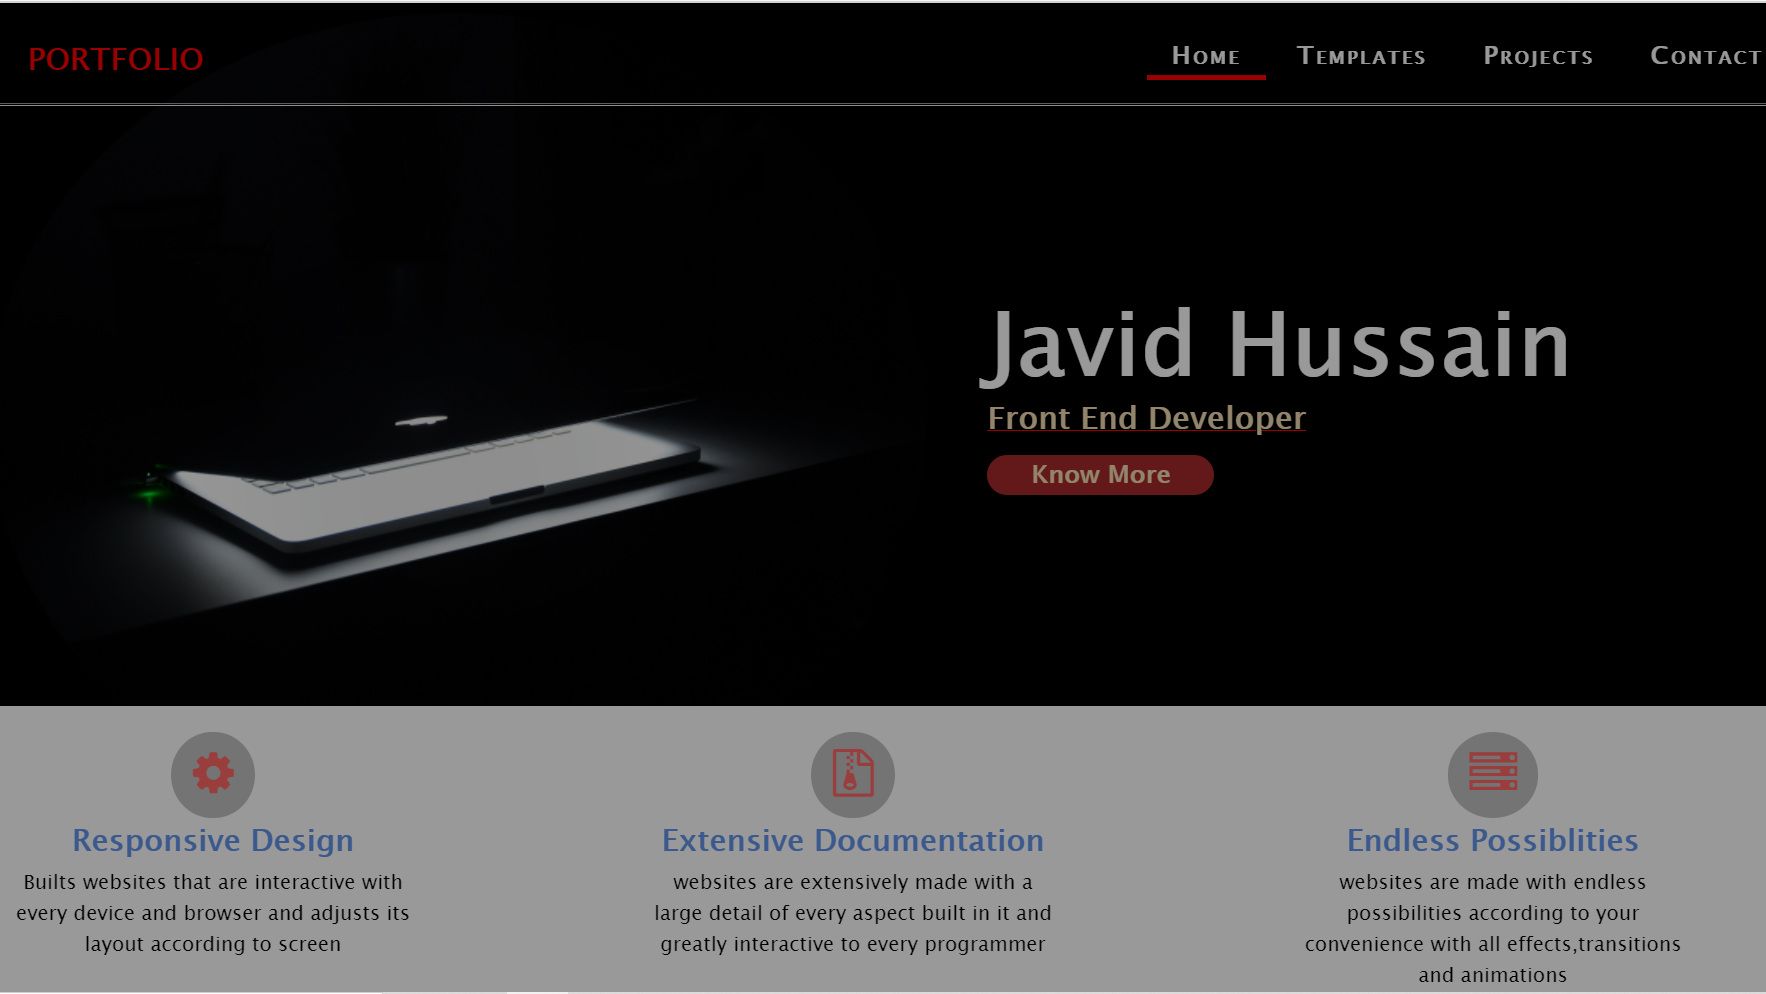 PORTFOLIO
Home Templates Projects Contact
Javid Hussain
Front End Developer
Know More
Responsive Design
Builts websites that are interactive with
every device and browser and adjusts its
layout according to screen
Extensive Documentation
websites are extensively made with a
large detail of every aspect built in it and
greatly interactive to every programmer
Endless Possiblities
websites are made with endless
possibilities according to your
convenience with all effects,transitions
and animations